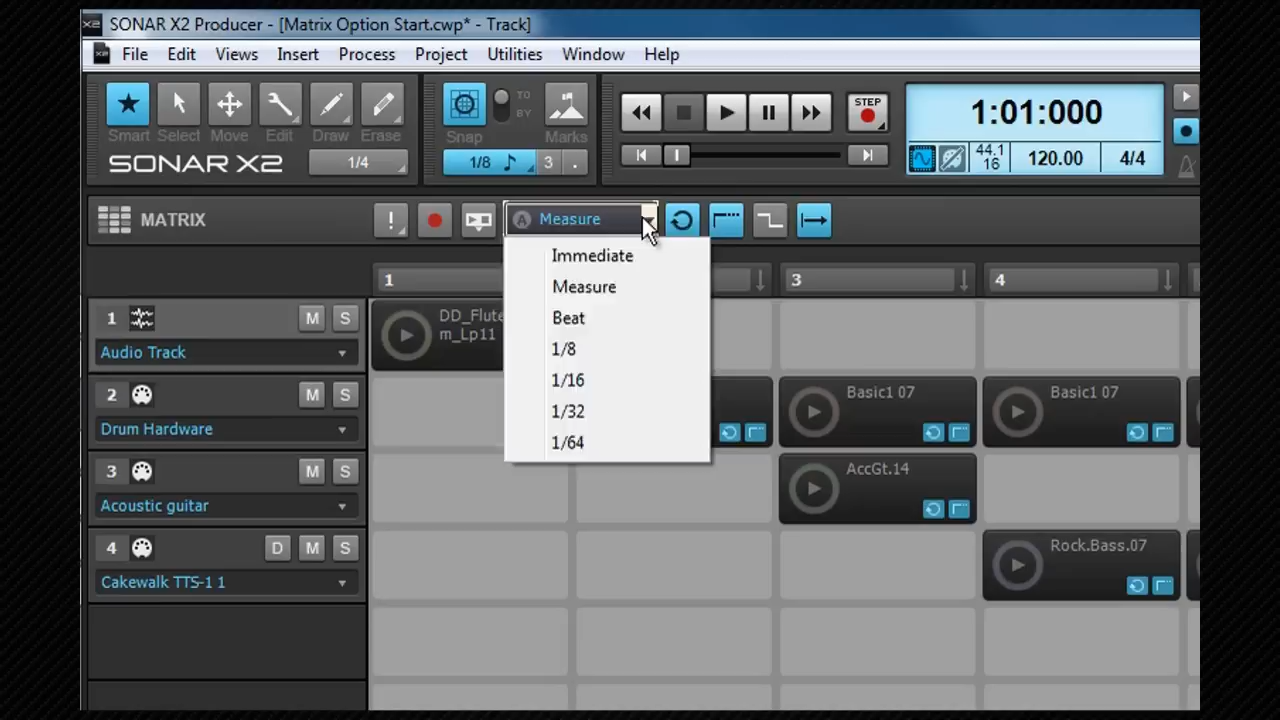 X2 SONAR X2 Producer - [Matrix Option Start.cwp* - Track]
File Edit Views Insert Process Project Utilities Window Help
TO
BY
STEP
1:01:000
Smart Select Move Edit Draw Erase
Snap
Marks
SONAR X2
1/4
1/8 3 .
44.1
16
120.00
4/4
MATRIX
! A Measure
Immediate
Measure
Beat
1/8
1/16
1/32
1/64
1 3 4
1 M S
Audio Track
DD_Flute
m_Lp11
2 M S
Drum Hardware
Basic1 07
Basic1 07
3 M S
Acoustic guitar
AccGt.14
4 D M S
Cakewalk TTS-1 1
Rock.Bass.07